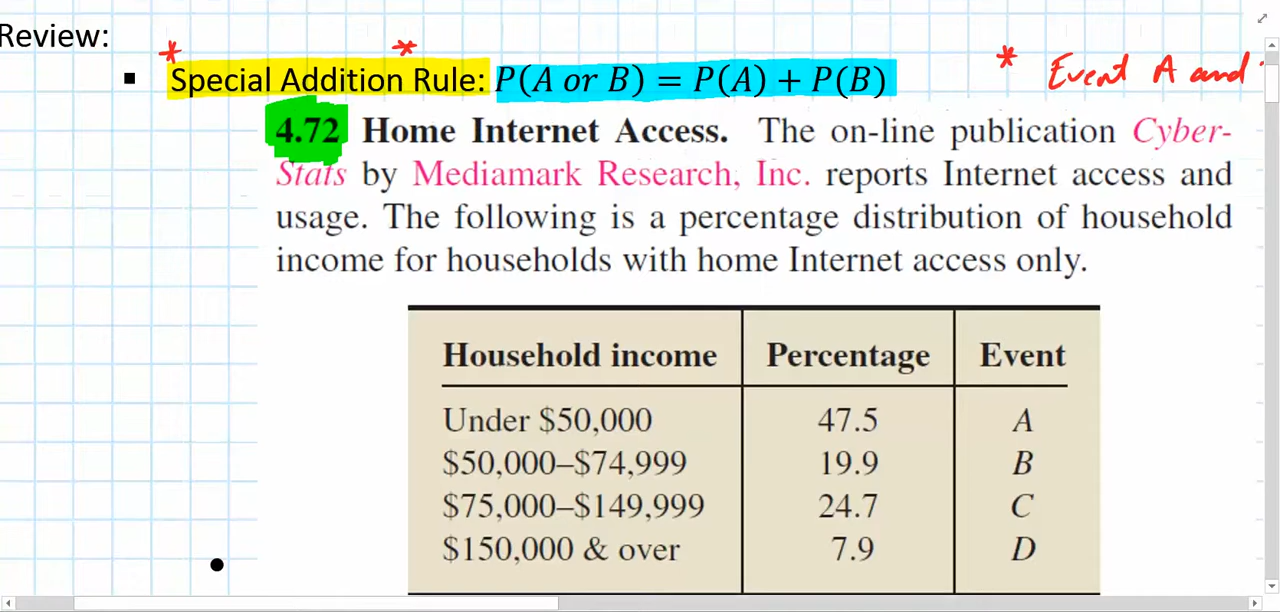 Review:
▪ Special Addition Rule: P(A or B) = P(A) + P(B)
* * * Event A and
4.72 Home Internet Access. The on-line publication Cyber-
Stats by Mediamark Research, Inc. reports Internet access and
usage. The following is a percentage distribution of household
income for households with home Internet access only.
Household income Percentage Event
Under $50,000 47.5 A
$50,000–$74,999 19.9 B
$75,000–$149,999 24.7 C
$150,000 & over 7.9 D